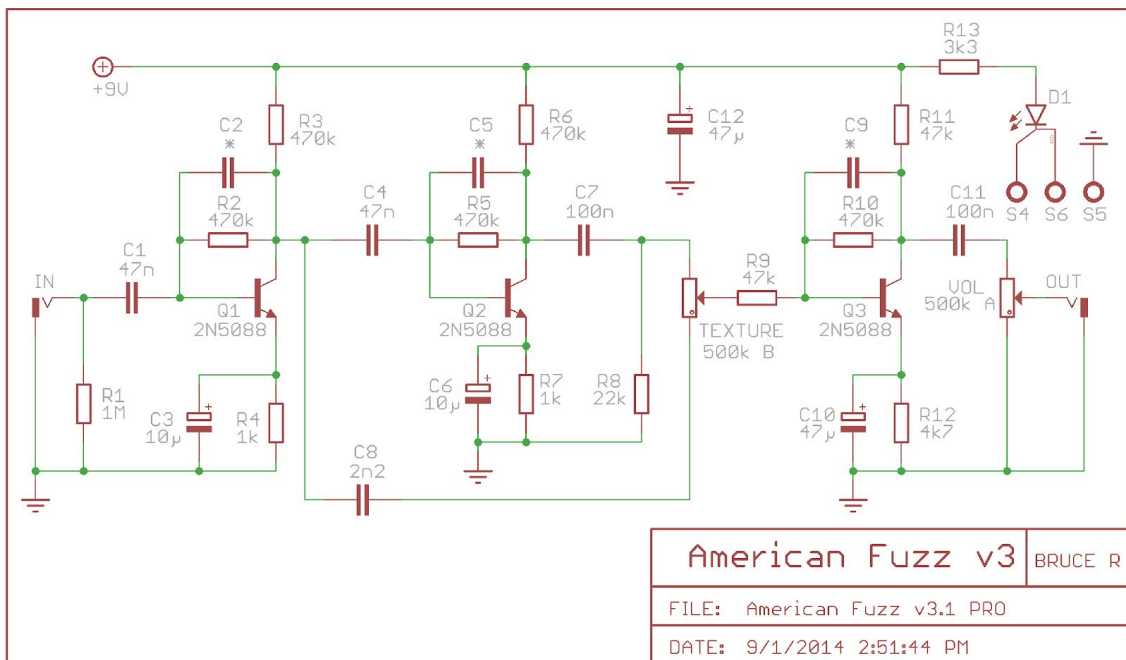 R13
3k3
+9V
D1
R3
470k
R6
470k
C12
47µ
R11
47k
C2
*
C5
*
C9
*
S4
S6
S5
R2
470k
C4
47n
R5
470k
C7
100n
R10
470k
C11
100n
C1
47n
IN
R9
47k
VOL
500k A
OUT
Q1
2N5088
Q2
2N5088
TEXTURE
500k B
Q3
2N5088
R1
1M
C3
10µ
R4
1k
C6
10µ
R7
1k
R8
22k
C10
47µ
R12
4k7
C8
2n2
American Fuzz v3
BRUCE R
FILE: American Fuzz v3.1 PRO
DATE: 9/1/2014 2:51:44 PM